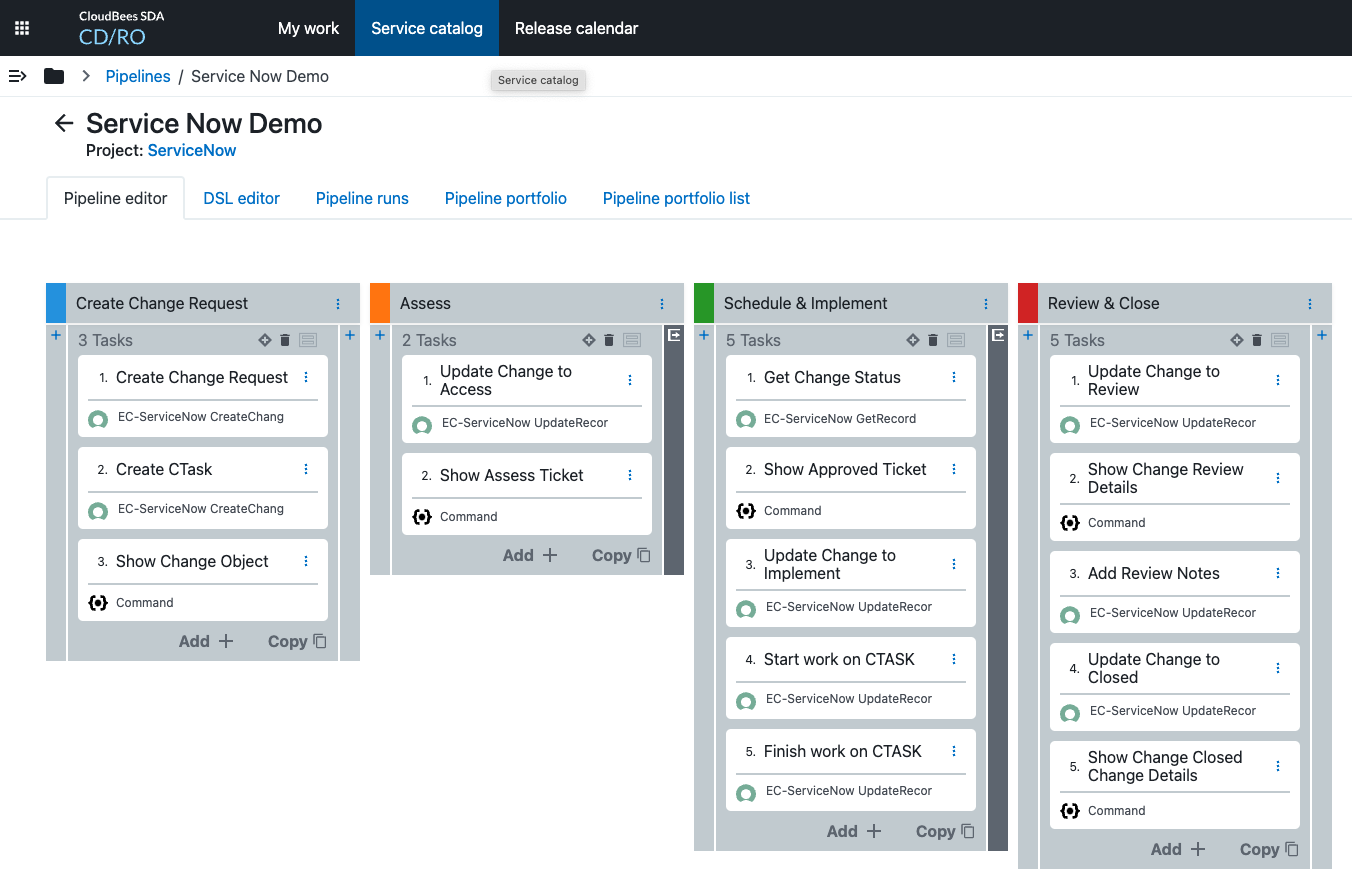 CloudBees SDA
CD/RO
My work
Service catalog
Release calendar
Pipelines / Service Now Demo
Service catalog
Service Now Demo
Project: ServiceNow
Pipeline editor
DSL editor
Pipeline runs
Pipeline portfolio
Pipeline portfolio list
Create Change Request
3 Tasks
1. Create Change Request
EC-ServiceNow CreateChang
2. Create CTask
EC-ServiceNow CreateChang
3. Show Change Object
Command
Add
Copy
Assess
2 Tasks
1. Update Change to
Access
EC-ServiceNow UpdateRecor
2. Show Assess Ticket
Command
Add
Copy
Schedule & Implement
5 Tasks
1. Get Change Status
EC-ServiceNow GetRecord
2. Show Approved Ticket
Command
3. Update Change to
Implement
EC-ServiceNow UpdateRecor
4. Start work on CTASK
EC-ServiceNow UpdateRecor
5. Finish work on CTASK
EC-ServiceNow UpdateRecor
Add
Copy
Review & Close
5 Tasks
1. Update Change to
Review
EC-ServiceNow UpdateRecor
2. Show Change Review
Details
Command
3. Add Review Notes
EC-ServiceNow UpdateRecor
4. Update Change to
Closed
EC-ServiceNow UpdateRecor
5. Show Change Closed
Change Details
Command
Add
Copy